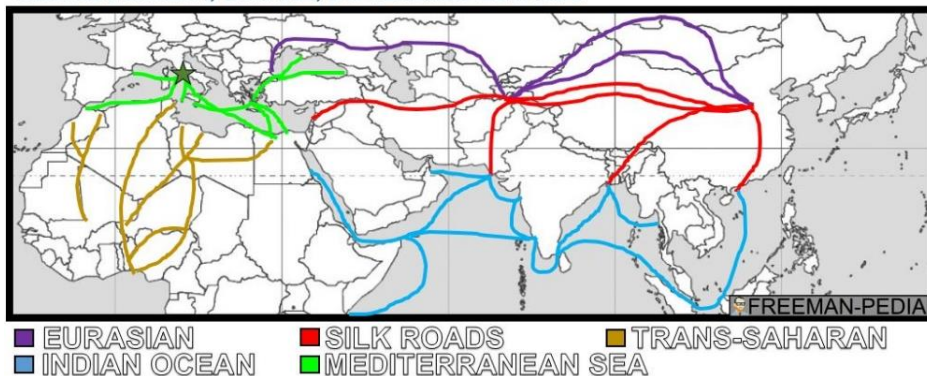 FREEMAN-PEDIA
EURASIAN SILK ROADS TRANS-SAHARAN
INDIAN OCEAN MEDITERRANEAN SEA